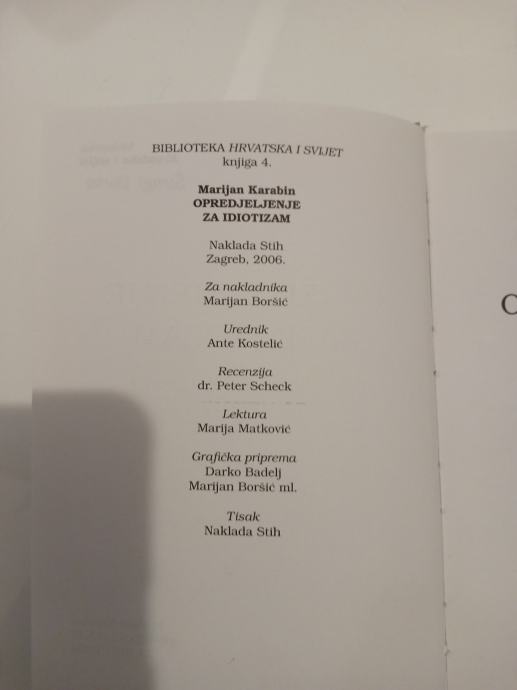 BIBLIOTEKA HRVATSKA I SVIJET
knjiga 4.
Marijan Karabin
OPREDJELJENJE
ZA IDIOTIZAM
Naklada Stih
Zagreb, 2006.
Za nakladnika
Marijan Boršić
Urednik
Ante Kostelić
Recenzija
dr. Peter Scheck
Lektura
Marija Matković
Grafička priprema
Darko Badelj
Marijan Boršić ml.
Tisak
Naklada Stih